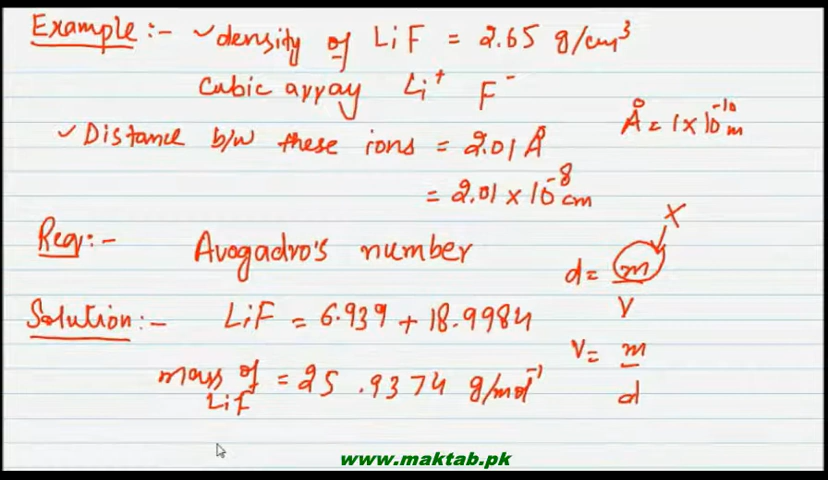 Example :- ✓density of LiF = 2.65 g/cm³
Cubic array Li⁺ F⁻
✓ Distance b/w these ions = 2.01 Å
Å = 1 x 10⁻¹⁰ m
= 2.01 x 10⁻⁸ cm
Req:- Avogadro's number
x
d = m
V
Solution :- LiF = 6.939 + 18.9984
V = m
d
mass of = 25.9374 g/mol⁻¹
LiF
www.maktab.pk